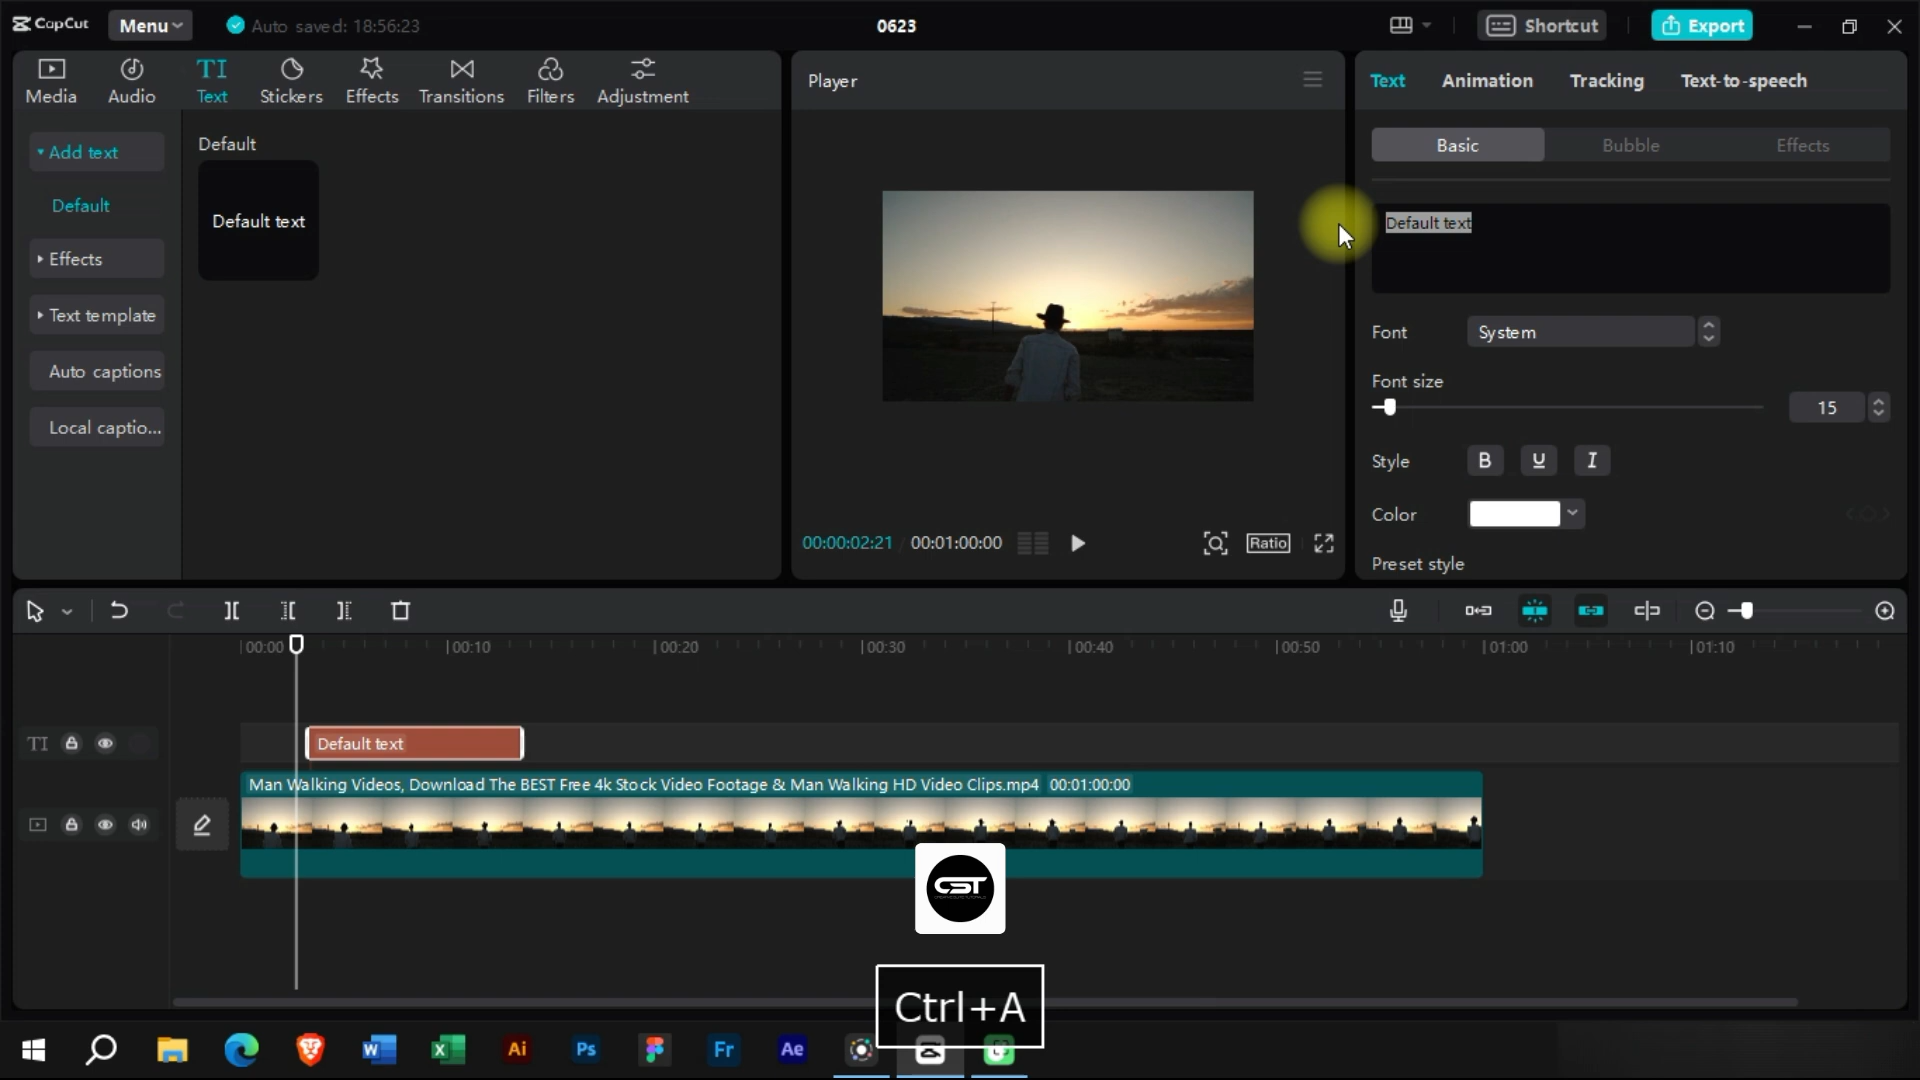 CapCut
Menu
Auto saved: 18:56:23
0623
Shortcut
Export
Media
Audio
TI
Text
Stickers
Effects
Transitions
Filters
Adjustment
Add text
Default
Effects
Text template
Auto captions
Local captio...
Default
Default text
Player
00:00:02:21
00:01:00:00
Ratio
Text
Animation
Tracking
Text-to-speech
Basic
Bubble
Effects
Default text
Font
System
Font size
15
Style
B
U
I
Color
Preset style
00:00
00:10
00:20
00:30
00:40
00:50
01:00
01:10
TI
Default text
Man Walking Videos, Download The BEST Free 4k Stock Video Footage & Man Walking HD Video Clips.mp4 00:01:00:00
CST
Ctrl+A
W
X
Ai
Ps
Fr
Ae